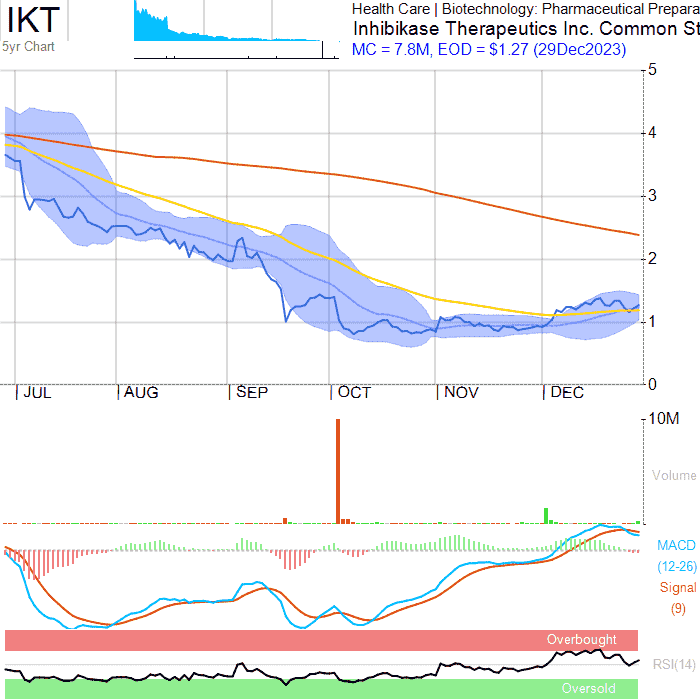 IKT
5yr Chart
Health Care | Biotechnology: Pharmaceutical Prepara
Inhibikase Therapeutics Inc. Common St
MC = 7.8M, EOD = $1.27 (29Dec2023)
5
4
3
2
1
0
JUL AUG SEP OCT NOV DEC
10M
Volume
MACD
(12-26)
Signal
(9)
Overbought
RSI(14)
Oversold